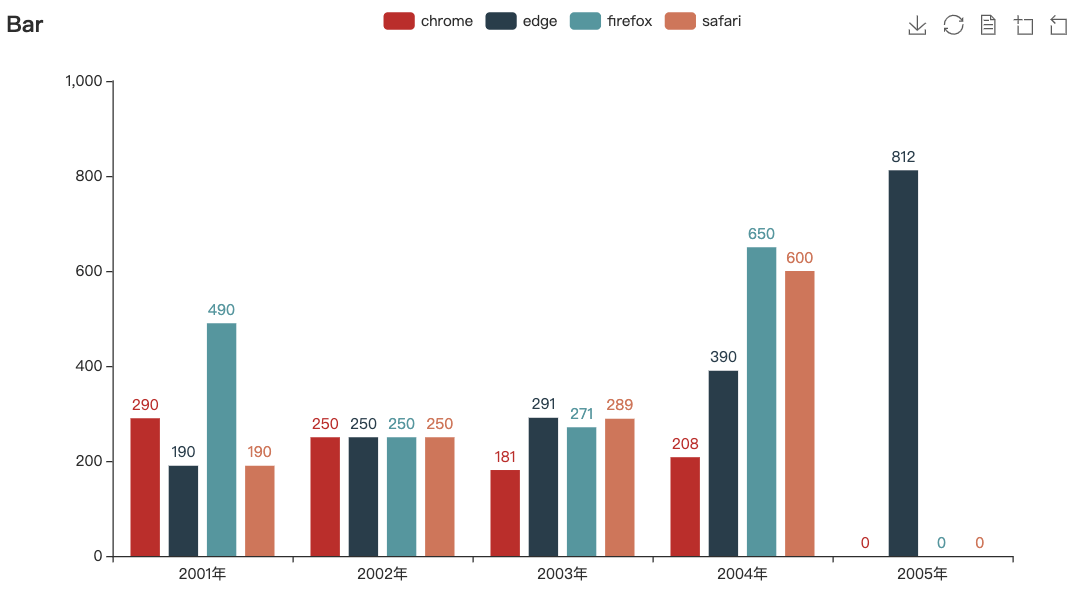 Bar
chrome edge firefox safari
1,000
800
600
400
200
0
290 190 490 190
250 250 250 250
181 291 271 289
208 390 650 600
0 812 0 0
2001年 2002年 2003年 2004年 2005年